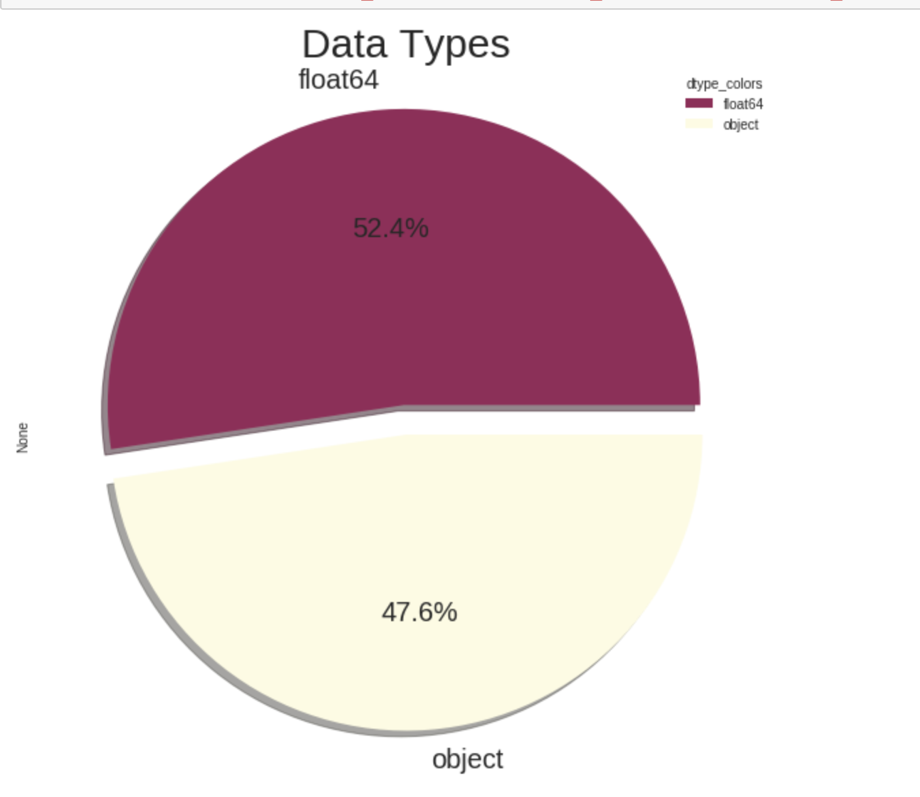 Data Types
float64
dtype_colors
float64
object
52.4%
None
47.6%
object